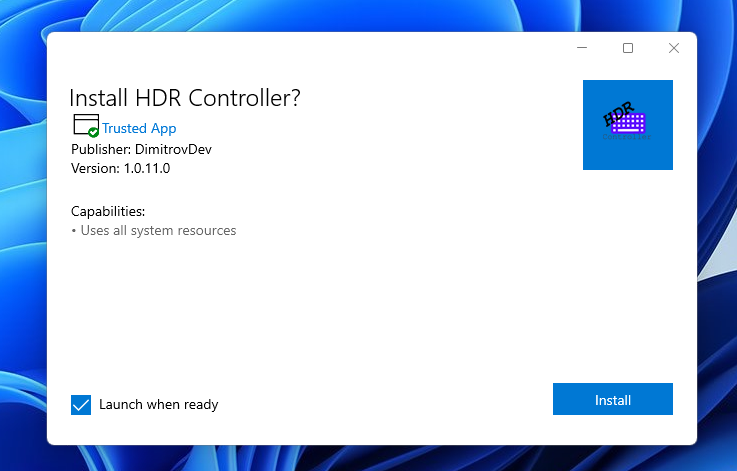 Install HDR Controller?
HDR
Trusted App
Publisher: DimitrovDev
Version: 1.0.11.0
Capabilities:
• Uses all system resources
Launch when ready
Install